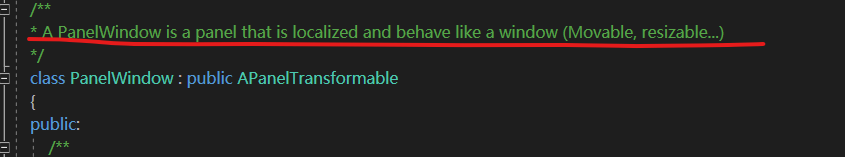 /**
* A PanelWindow is a panel that is localized and behave like a window (Movable, resizable...)
*/
class PanelWindow : public APanelTransformable
{
public:
/**